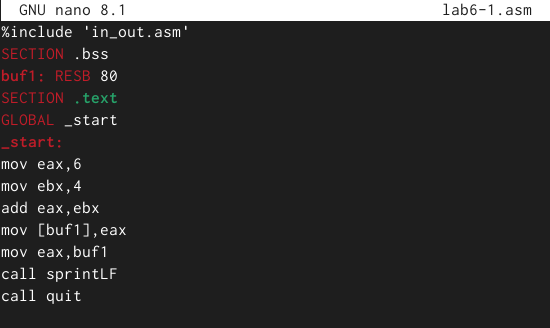 GNU nano 8.1 lab6-1.asm
%include 'in_out.asm'
SECTION .bss
buf1: RESB 80
SECTION .text
GLOBAL _start
_start:
mov eax,6
mov ebx,4
add eax,ebx
mov [buf1],eax
mov eax,buf1
call sprintLF
call quit